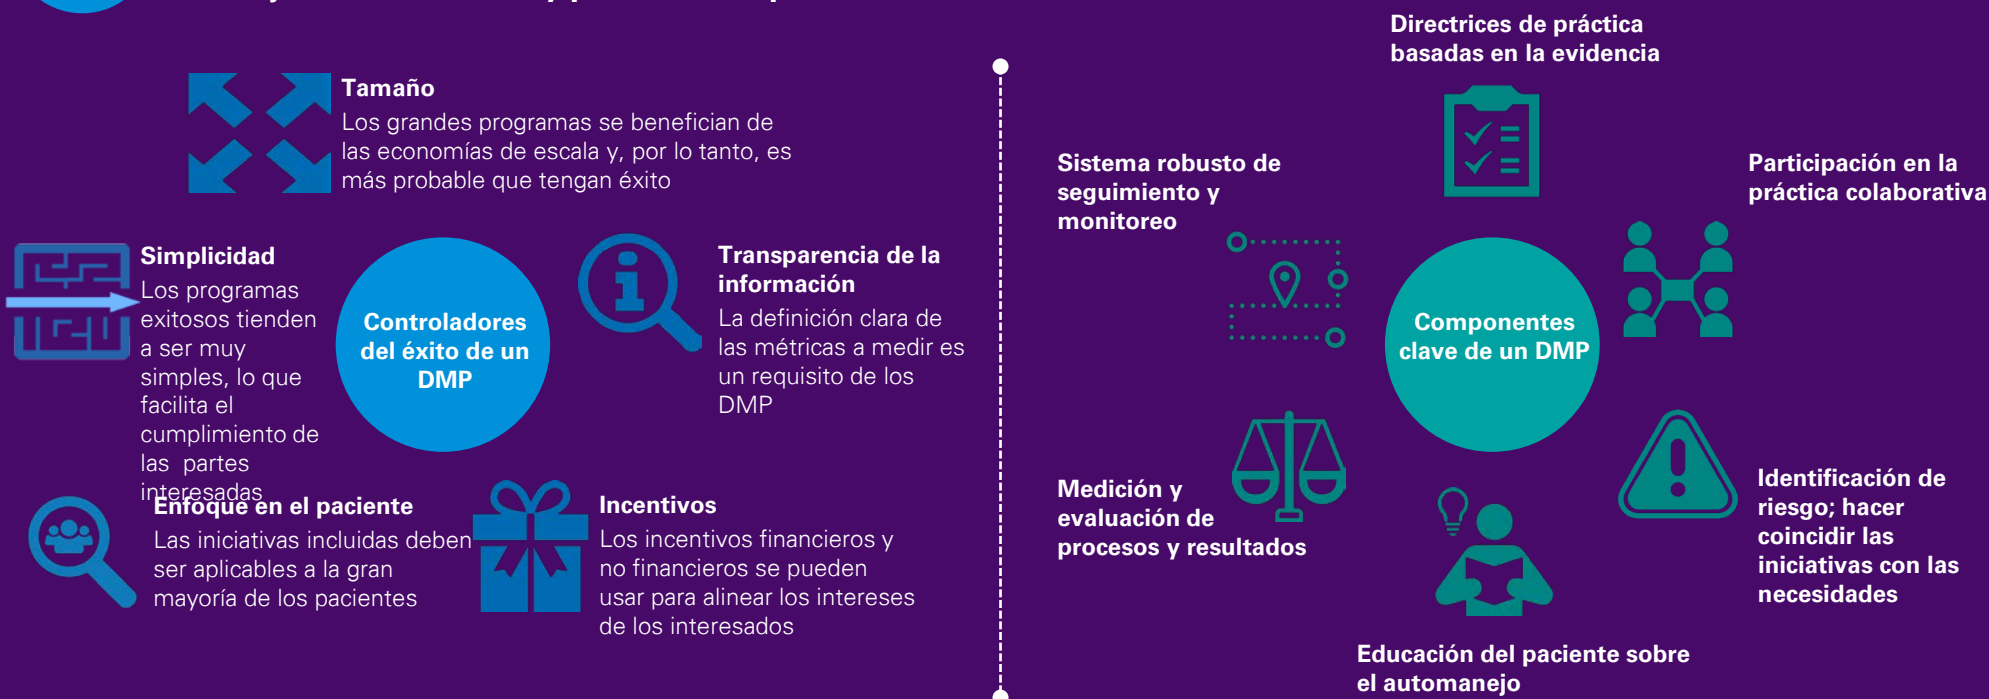 Tamaño
Los grandes programas se benefician de
las economías de escala y, por lo tanto, es
más probable que tengan éxito
Simplicidad
Los programas
exitosos tienden
a ser muy
simples, lo que
facilita el
cumplimiento de
las partes
interesadas
Controladores
del éxito de un
DMP
Transparencia de la
información
La definición clara de
las métricas a medir es
un requisito de los
DMP
Enfoque en el paciente
Las iniciativas incluidas deben
ser aplicables a la gran
mayoría de los pacientes
Incentivos
Los incentivos financieros y
no financieros se pueden
usar para alinear los intereses
de los interesados
Directrices de práctica
basadas en la evidencia
Sistema robusto de
seguimiento y
monitoreo
Participación en la
práctica colaborativa
Componentes
clave de un DMP
Medición y
evaluación de
procesos y resultados
Identificación de
riesgo; hacer
coincidir las
iniciativas con las
necesidades
Educación del paciente sobre
el automanejo